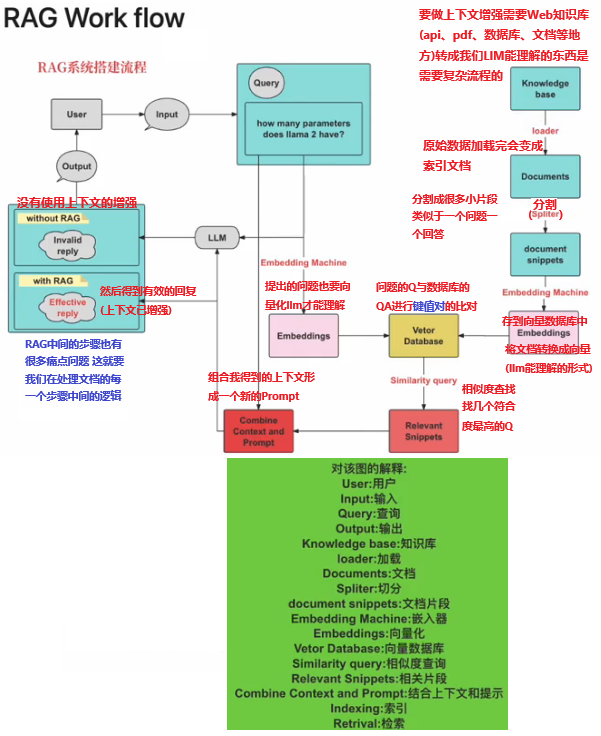 RAG Work flow
RAG系统搭建流程
要做上下文增强需要Web知识库
(api、pdf、数据库、文档等地
方)转成我们LIM能理解的东西是
需要复杂流程的
User
Input
Query
how many parameters
does llama 2 have?
Knowledge
base
loader
原始数据加载完会变成
索引文档
Documents
Output
分割成很多小片段
类似于一个问题一
个回答
分割
(Spliter)
没有使用上下文的增强
without RAG
Invalid
reply
LLM
document
snippets
Embedding Machine
Embedding Machine
with RAG
Effective
reply
然后得到有效的回复
(上下文已增强)
提出的问题也要向
量化llm才能理解
问题的Q与数据库的
QA进行键值对的比对
Embeddings
Vetor
Database
Embeddings
存到向量数据库中
将文档转换成向量
(llm能理解的形式)
RAG中间的步骤也有
很多痛点问题 这就要
我们在处理文档的每
一个步骤中间的逻辑
组合我得到的上下文形
成一个新的Prompt
Similarity query
相似度查找
找几个符合
度最高的Q
Combine
Context and
Prompt
Relevant
Snippets
对该图的解释:
User:用户
Input:输入
Query:查询
Output:输出
Knowledge base:知识库
loader:加载
Documents:文档
Spliter:切分
document snippets:文档片段
Embedding Machine:嵌入器
Embeddings:向量化
Vetor Database:向量数据库
Similarity query:相似度查询
Relevant Snippets:相关片段
Combine Context and Prompt:结合上下文和提示
Indexing:索引
Retrival:检索